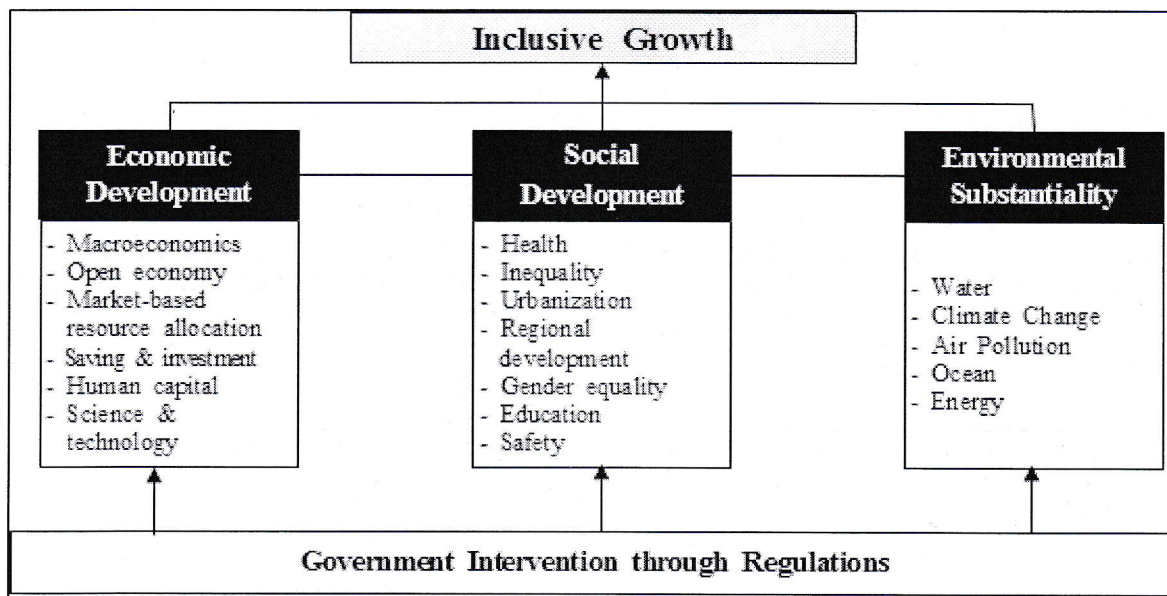 Inclusive Growth
Economic
Development
- Macroeconomics
- Open economy
- Market-based
resource allocation
- Saving & investment
- Human capital
- Science &
technology
Social
Development
- Health
- Inequality
- Urbanization
- Regional
development
- Gender equality
- Education
- Safety
Environmental
Substantiality
- Water
- Climate Change
- Air Pollution
- Ocean
- Energy
Government Intervention through Regulations